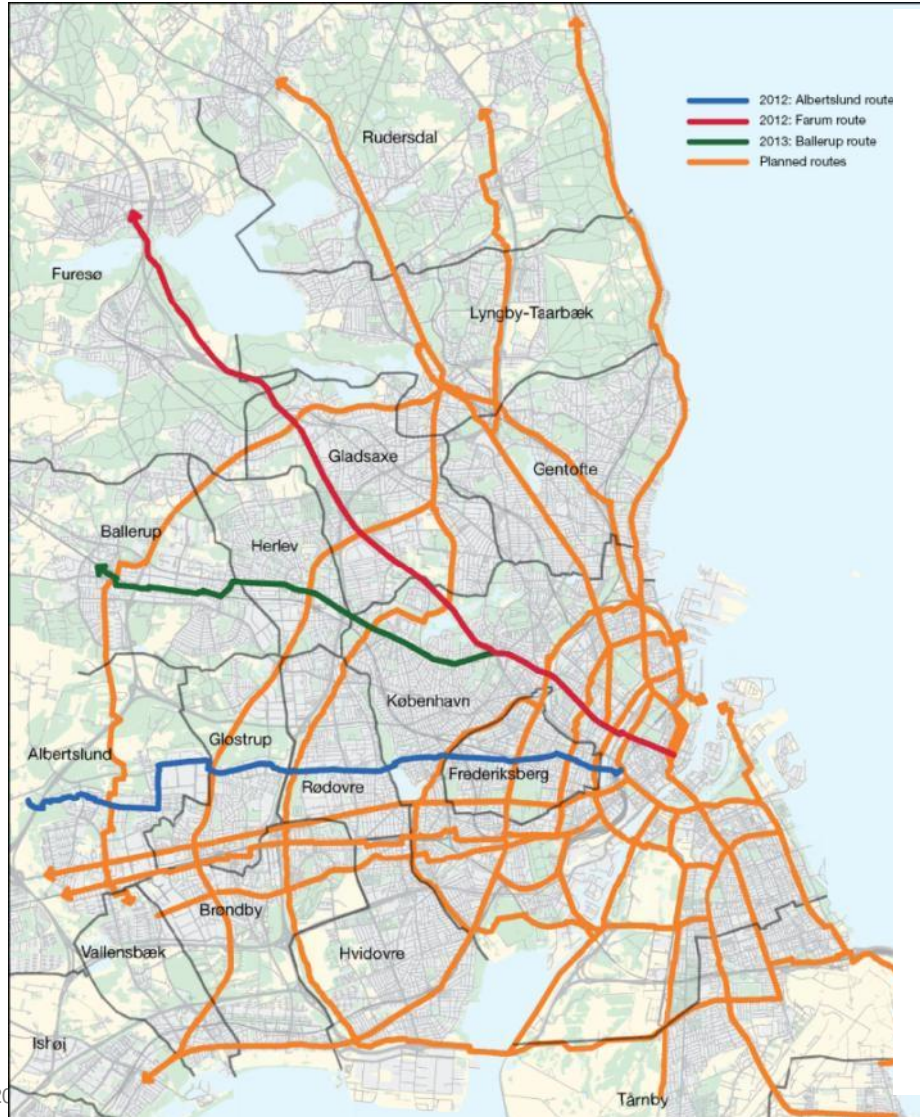 2012: Albertslund route
2012: Farum route
2013: Ballerup route
Planned routes
Rudersdal
Furesø
Lyngby-Taarbæk
Gladsaxe
Gentofte
Ballerup
Herlev
København
Glostrup
Albertslund
Frederiksberg
Rødovre
Brøndby
Vallensbæk
Hvidovre
Ishøj
Tårnby
20